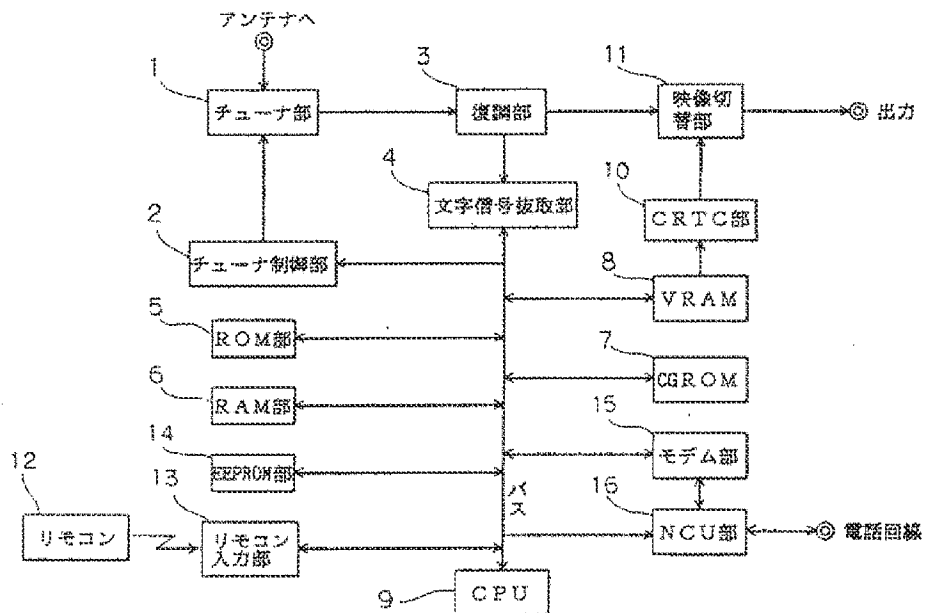 アンテナへ
1
チューナ部
3
復調部
11
映像切
替部
出力
4
文字信号抜取部
10
CRTC部
2
チューナ制御部
8
VRAM
5
ROM部
7
CGROM
6
RAM部
15
モデム部
14
EEPROM部
バス
12
リモコン
13
リモコン
入力部
16
NCU部
電話回線
9
CPU